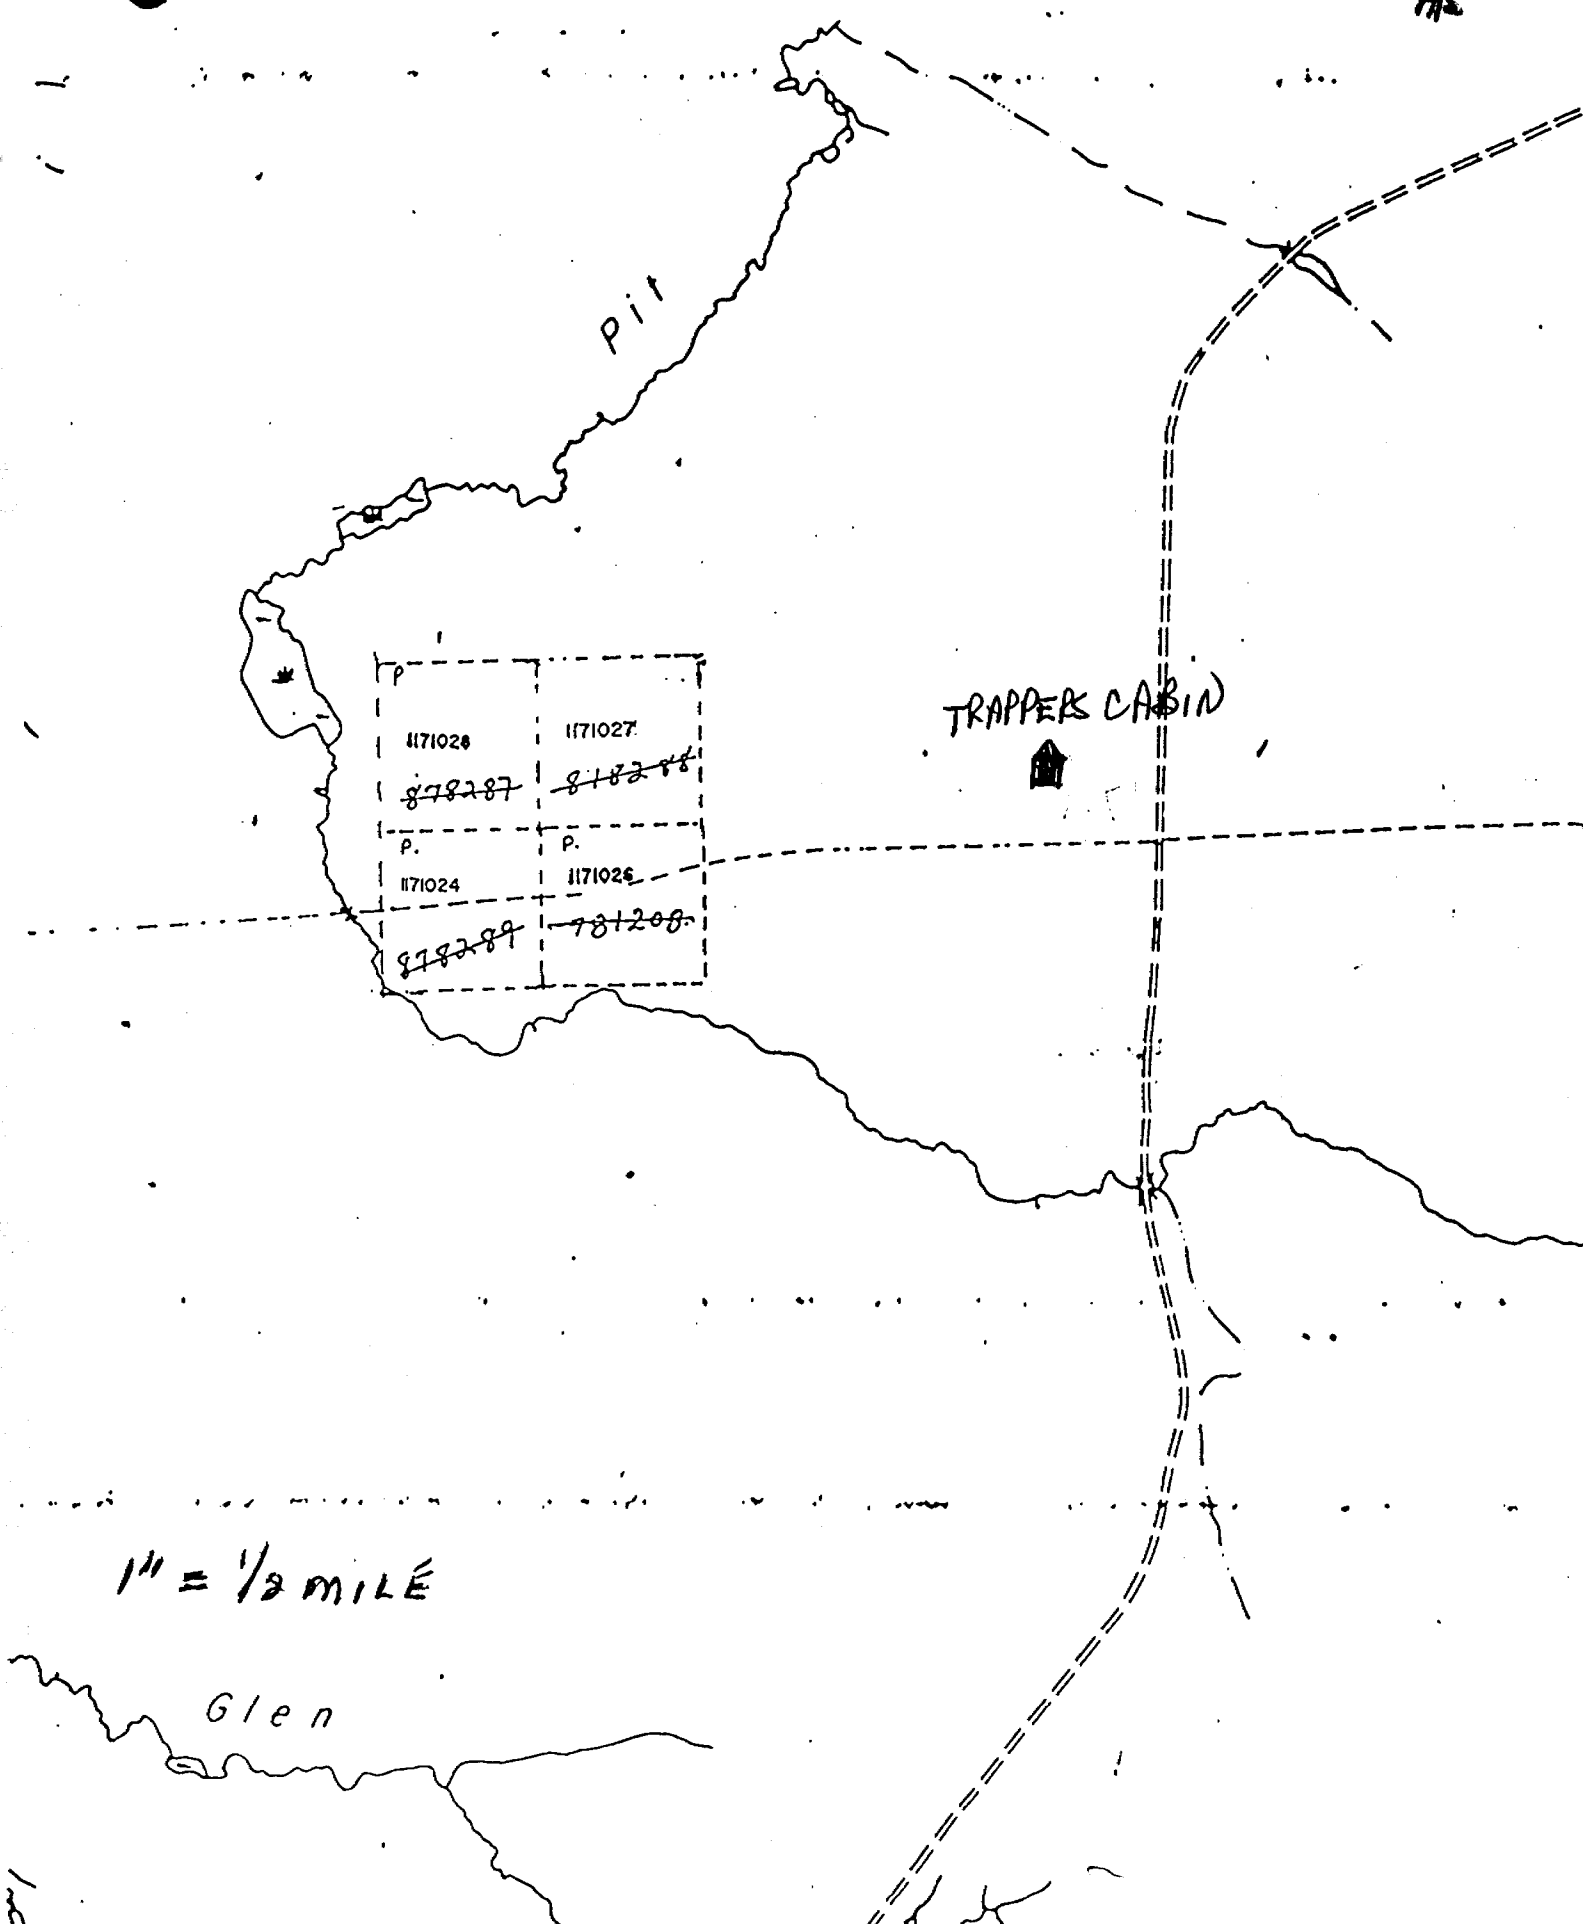 Pit
TRAPPERS CABIN
P
1171028
1171027
878287
818288
P.
P.
1171024
1171026
878289
781208
1" = 1/2 MILE
Glen